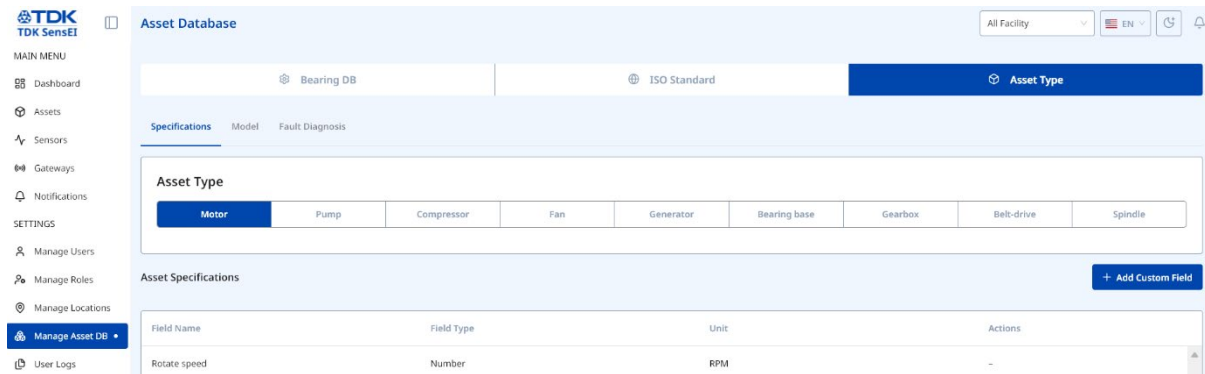 TDK
TDK SensEI
Asset Database
All Facility
EN
MAIN MENU
Dashboard
Assets
Sensors
Gateways
Notifications
SETTINGS
Manage Users
Manage Roles
Manage Locations
Manage Asset DB
User Logs
Bearing DB
ISO Standard
Asset Type
Specifications Model Fault Diagnosis
Asset Type
Motor Pump Compressor Fan Generator Bearing base Gearbox Belt-drive Spindle
Asset Specifications
+ Add Custom Field
Field Name Field Type Unit Actions
Rotate speed Number RPM –